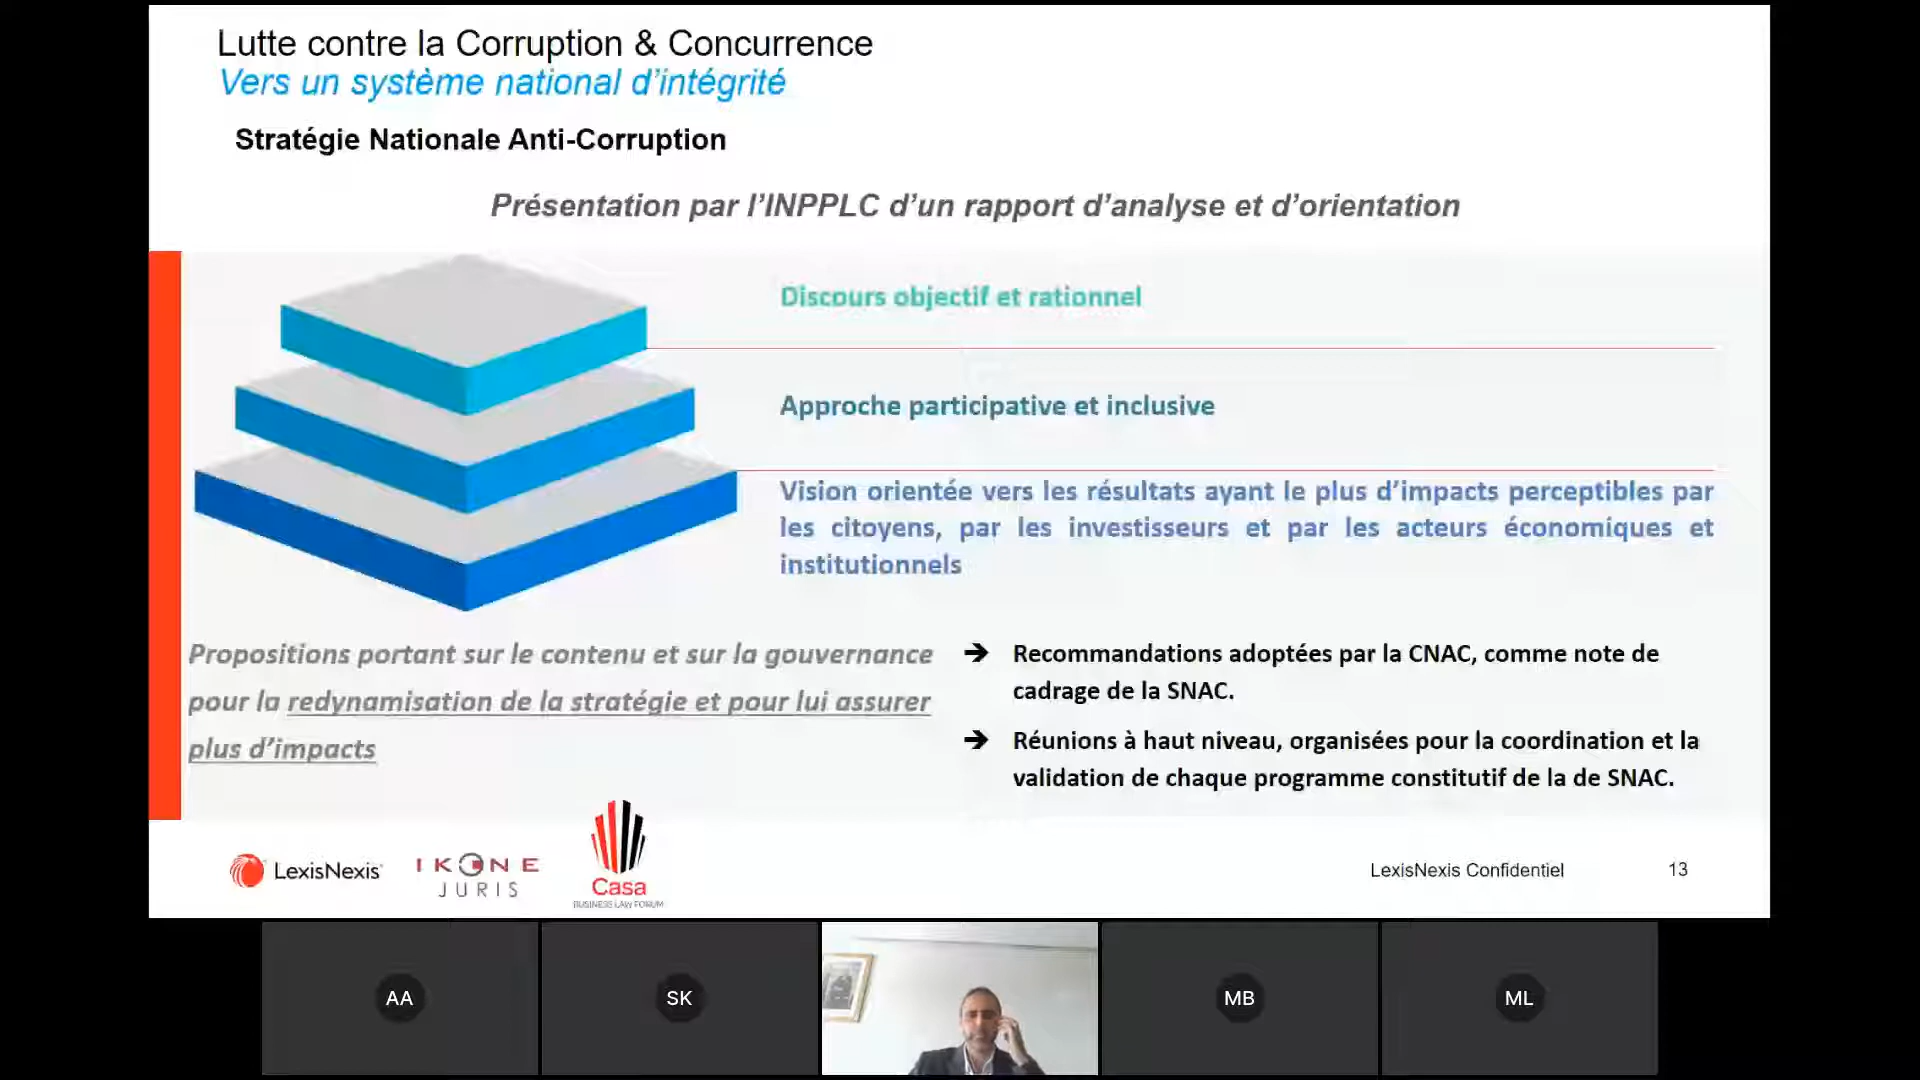 Lutte contre la Corruption & Concurrence
Vers un système national d’intégrité
Stratégie Nationale Anti-Corruption
Présentation par l’INPPLC d’un rapport d’analyse et d’orientation
Discours objectif et rationnel
Approche participative et inclusive
Vision orientée vers les résultats ayant le plus d’impacts perceptibles par
les citoyens, par les investisseurs et par les acteurs économiques et
institutionnels
Propositions portant sur le contenu et sur la gouvernance
pour la redynamisation de la stratégie et pour lui assurer
plus d’impacts
➔ Recommandations adoptées par la CNAC, comme note de
cadrage de la SNAC.
➔ Réunions à haut niveau, organisées pour la coordination et la
validation de chaque programme constitutif de la de SNAC.
LexisNexis
IKONE
JURIS
Casa
BUSINESS LAW FORUM
LexisNexis Confidentiel
13
AA
SK
MB
ML